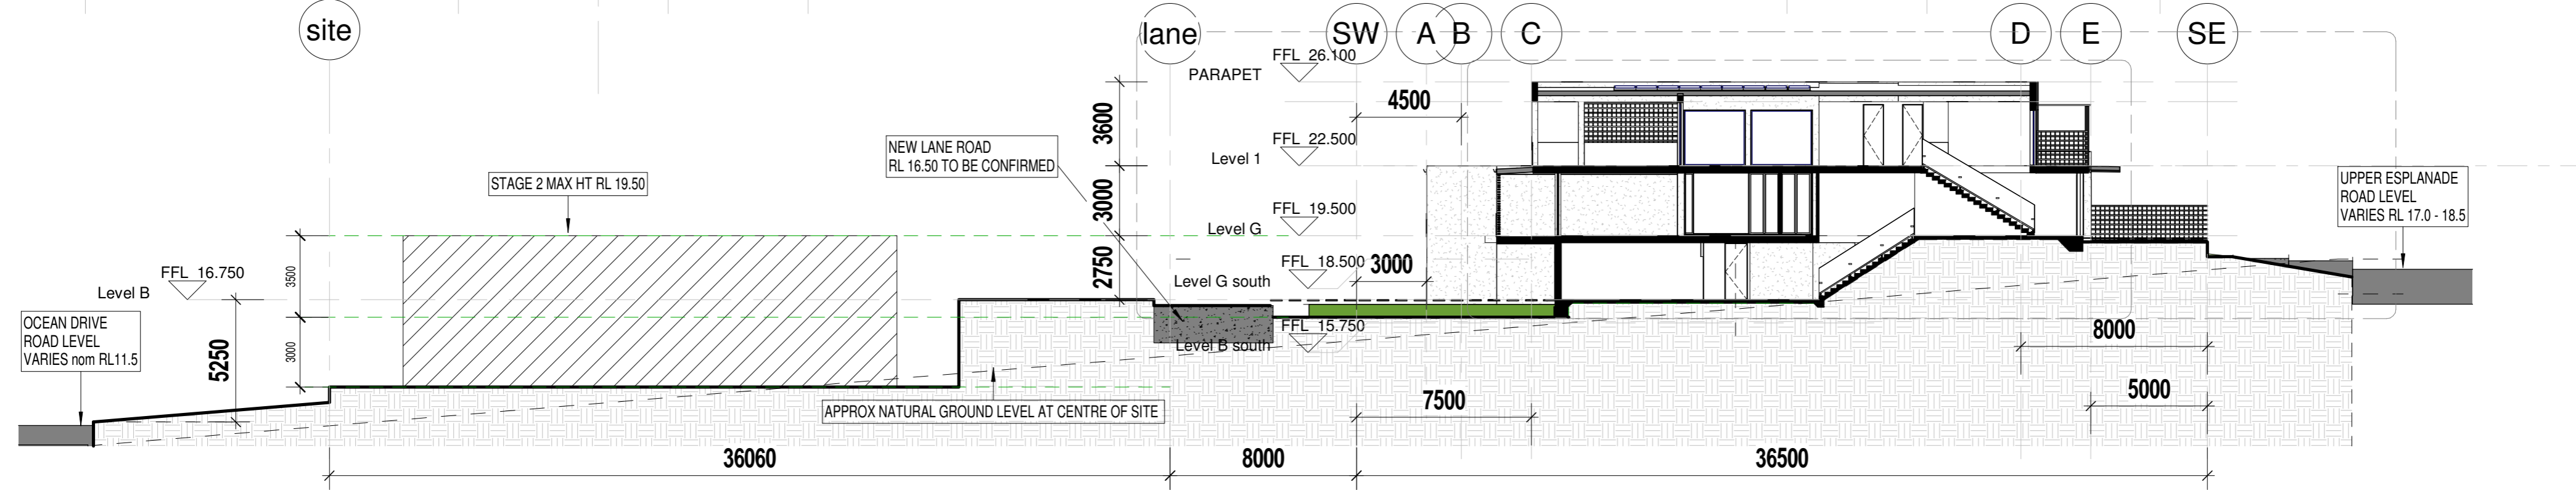 site
lane
SW
A
B
C
D
E
SE
FFL 26.100
PARAPET
4500
3600
NEW LANE ROAD
RL 16.50 TO BE CONFIRMED
FFL 22.500
Level 1
STAGE 2 MAX HT RL 19.50
3000
UPPER ESPLANADE
ROAD LEVEL
VARIES RL 17.0 - 18.5
FFL 19.500
Level G
FFL 16.750
Level B
3500
2750
FFL 18.500
3000
Level G south
OCEAN DRIVE
ROAD LEVEL
VARIES nom RL11.5
5250
3000
FFL 15.750
Level B south
8000
5000
7500
APPROX NATURAL GROUND LEVEL AT CENTRE OF SITE
36060
8000
36500